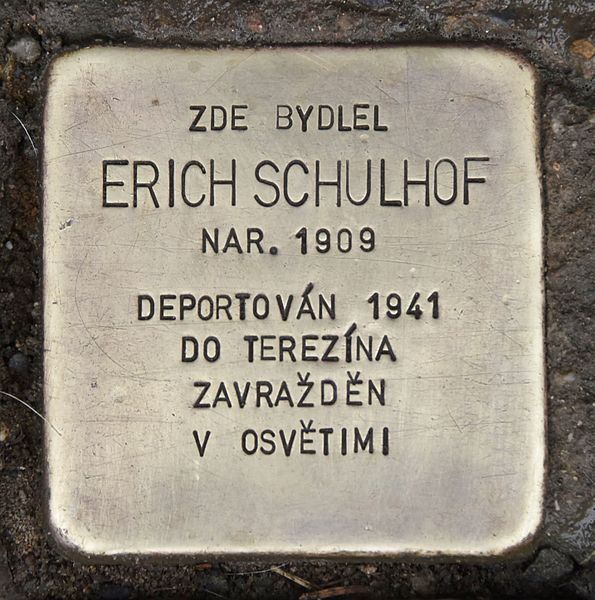 ZDE BYDLEL
ERICH SCHULHOF
NAR. 1909
DEPORTOVÁN 1941
DO TEREZÍNA
ZAVRAŽDĚN
V OSVĚTIMI